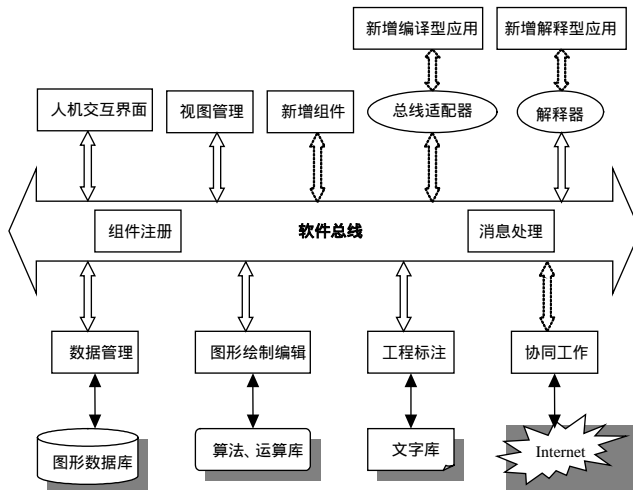 新增编译型应用
新增解释型应用
人机交互界面
视图管理
新增组件
总线适配器
解释器
组件注册
软件总线
消息处理
数据管理
图形绘制编辑
工程标注
协同工作
图形数据库
算法、运算库
文字库
Internet